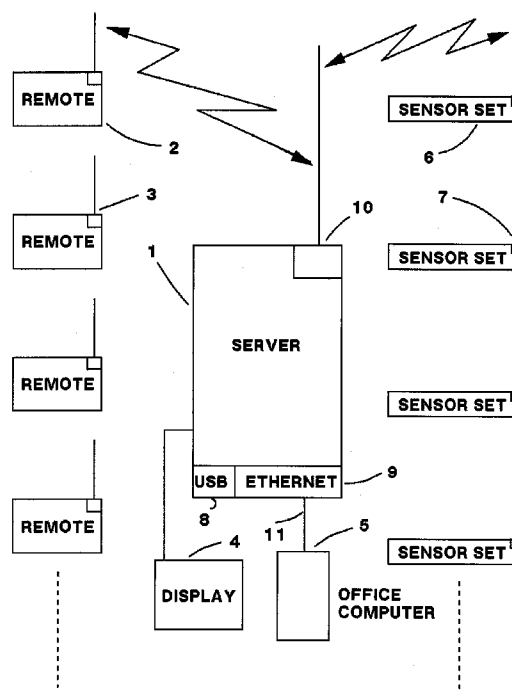 REMOTE
2
SENSOR SET
6
3
REMOTE
10
7
SENSOR SET
1
SERVER
REMOTE
SENSOR SET
USB
ETHERNET
9
8
REMOTE
4
11
5
SENSOR SET
DISPLAY
OFFICE
COMPUTER